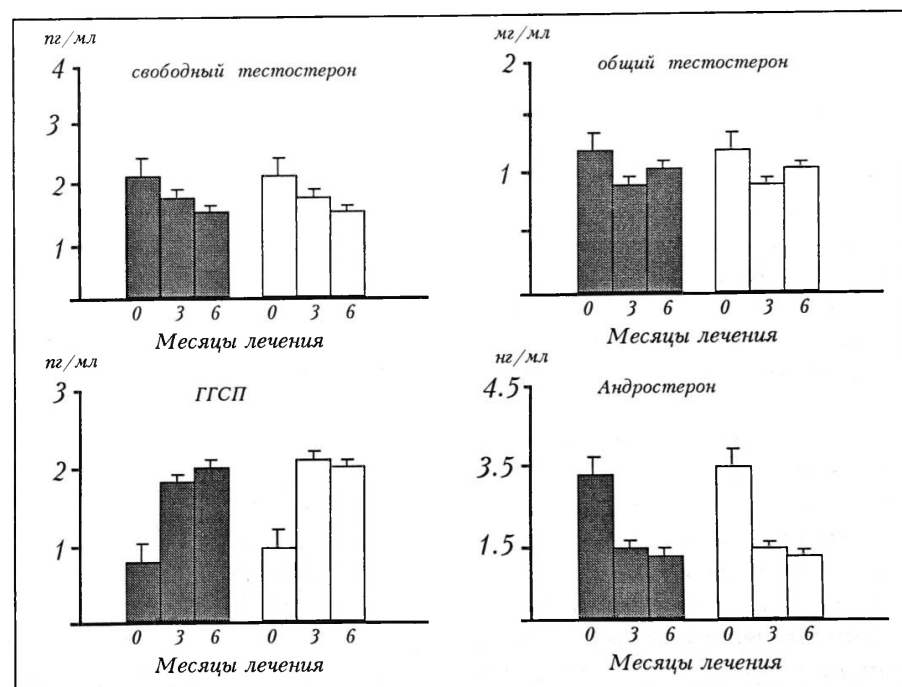 пг/мл
свободный тестостерон
4
3
2
1
0 3 6 0 3 6
Месяцы лечения
мг/мл
общий тестостерон
2
1
0 3 6 0 3 6
Месяцы лечения
пг/мл
ГГСП
3
2
1
0 3 6 0 3 6
Месяцы лечения
нг/мл
Андростерон
4.5
3.5
1.5
0 3 6 0 3 6
Месяцы лечения